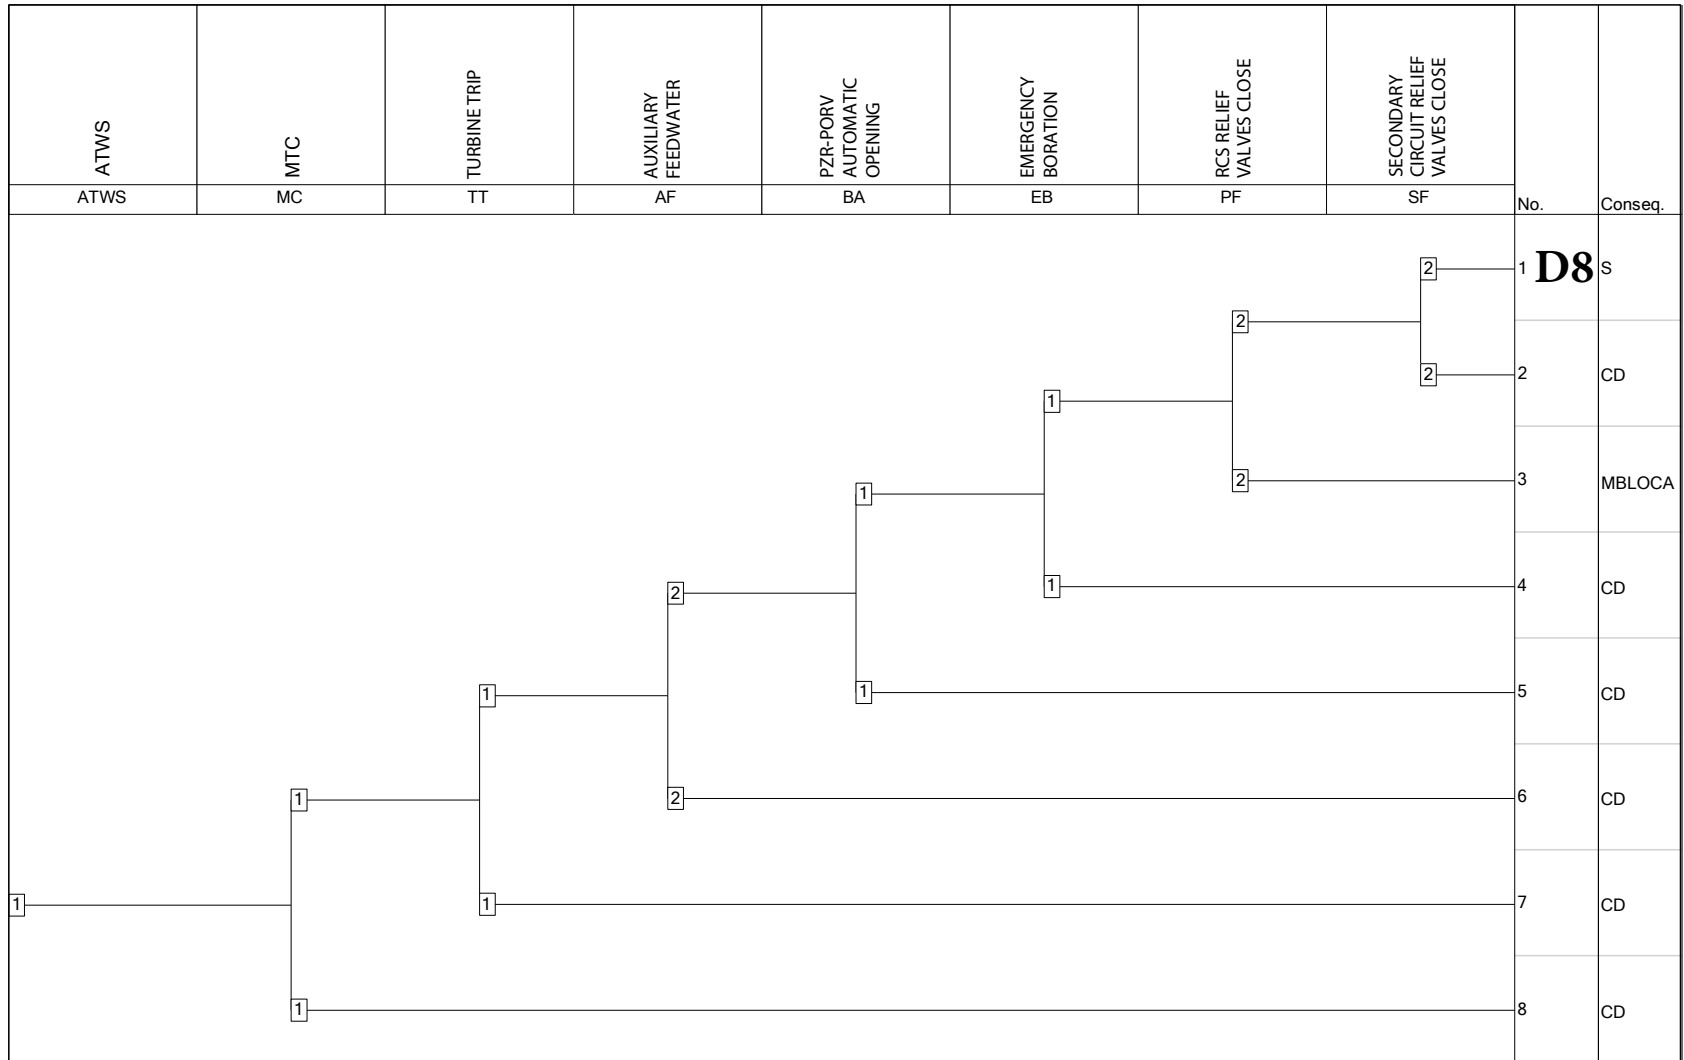 ATWS
MTC
TURBINE TRIP
AUXILIARY
FEEDWATER
PZR-PORV
AUTOMATIC
OPENING
EMERGENCY
BORATION
RCS RELIEF
VALVES CLOSE
SECONDARY
CIRCUIT RELIEF
VALVES CLOSE
ATWS MC TT AF BA EB PF SF No. Conseq.
2 1 D8 S
2
2 2 CD
1
2 3 MBLOCA
1
1 4 CD
2
1 5 CD
1
2 6 CD
1
1 1 7 CD
1 8 CD